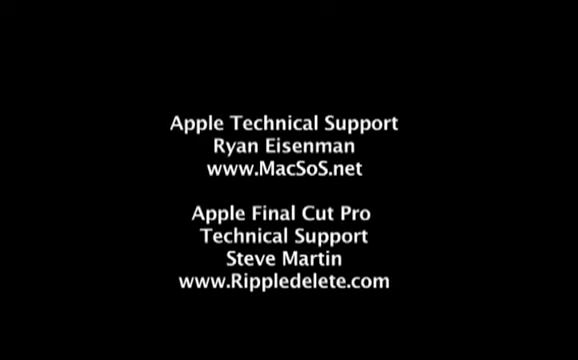 Apple Technical Support
Ryan Eisenman
www.MacSoS.net
Apple Final Cut Pro
Technical Support
Steve Martin
www.Rippledelete.com